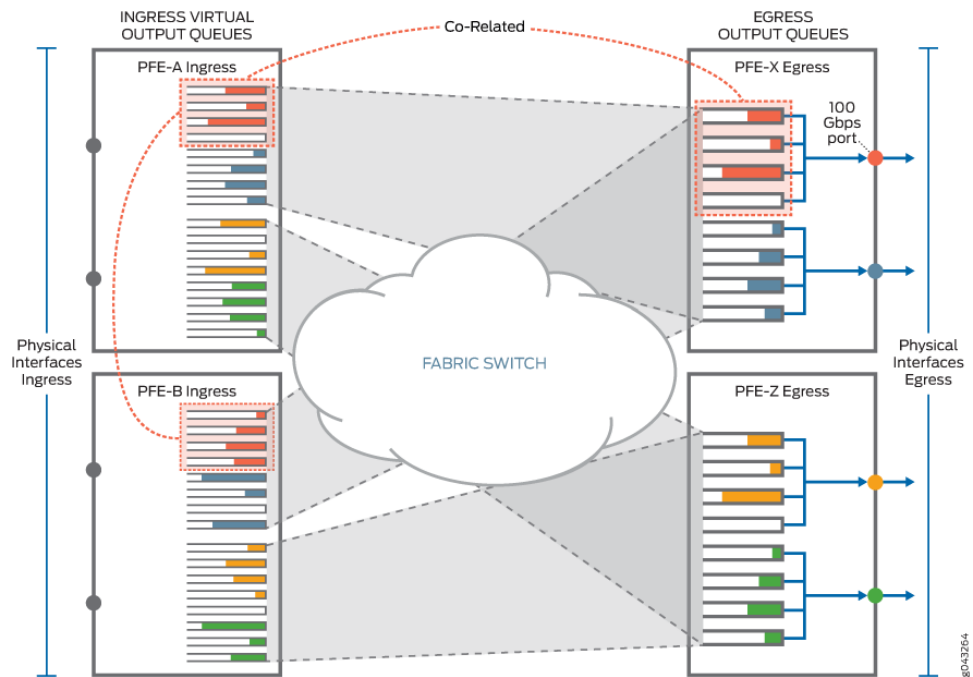 INGRESS VIRTUAL
OUTPUT QUEUES
Co-Related
EGRESS
OUTPUT QUEUES
PFE-A Ingress
PFE-X Egress
100
Gbps
port
Physical
Interfaces
Ingress
FABRIC SWITCH
Physical
Interfaces
Egress
PFE-B Ingress
PFE-Z Egress
g043264